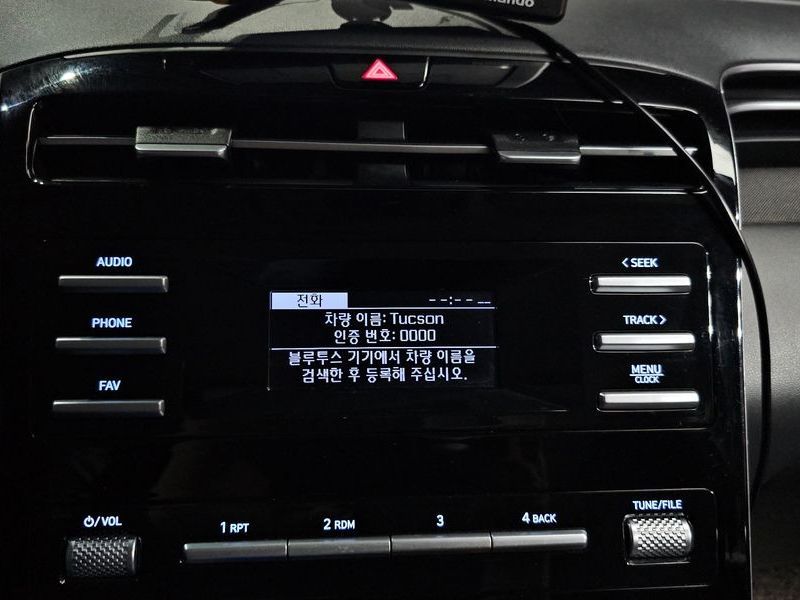 AUDIO
PHONE
FAV
전화
--:-- --
차량 이름: Tucson
인증 번호: 0000
블루투스 기기에서 차량 이름을
검색한 후 등록해 주십시오.
< SEEK
TRACK >
MENU
CLOCK
⏻/VOL
1 RPT
2 RDM
3
4 BACK
TUNE/FILE